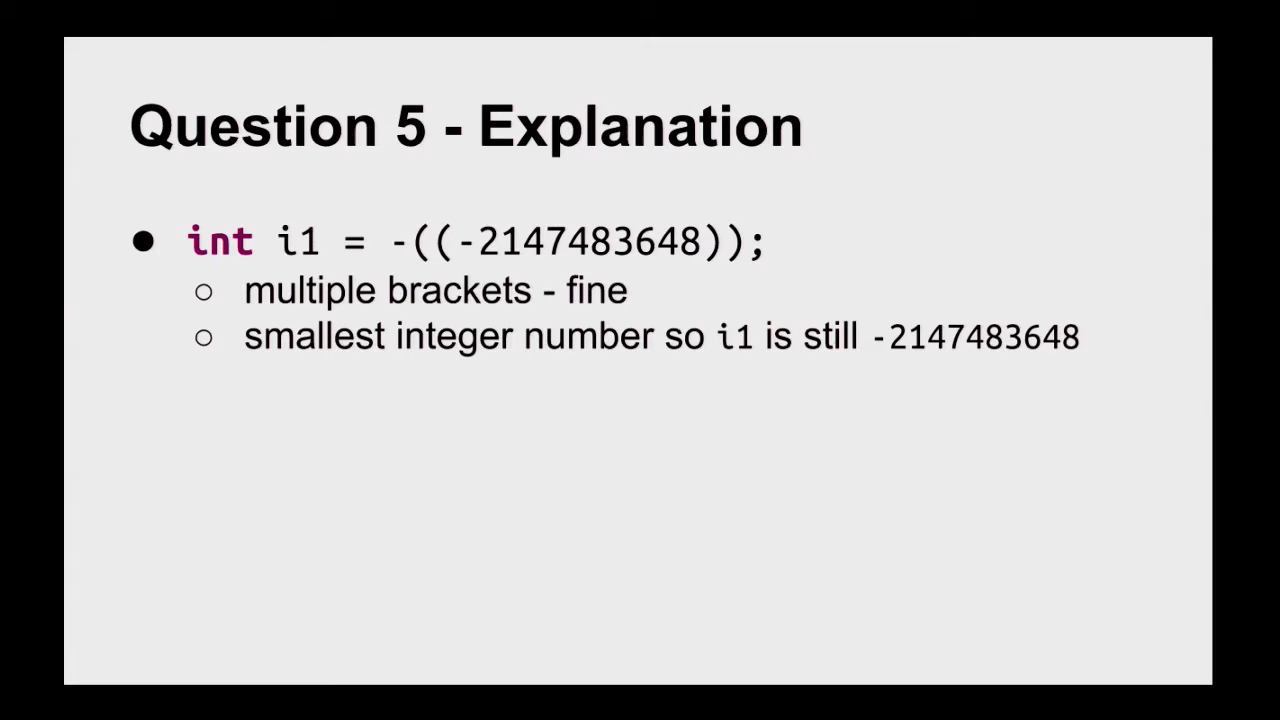 Question 5 - Explanation
● int i1 = -((-2147483648));
○ multiple brackets - fine
○ smallest integer number so i1 is still -2147483648